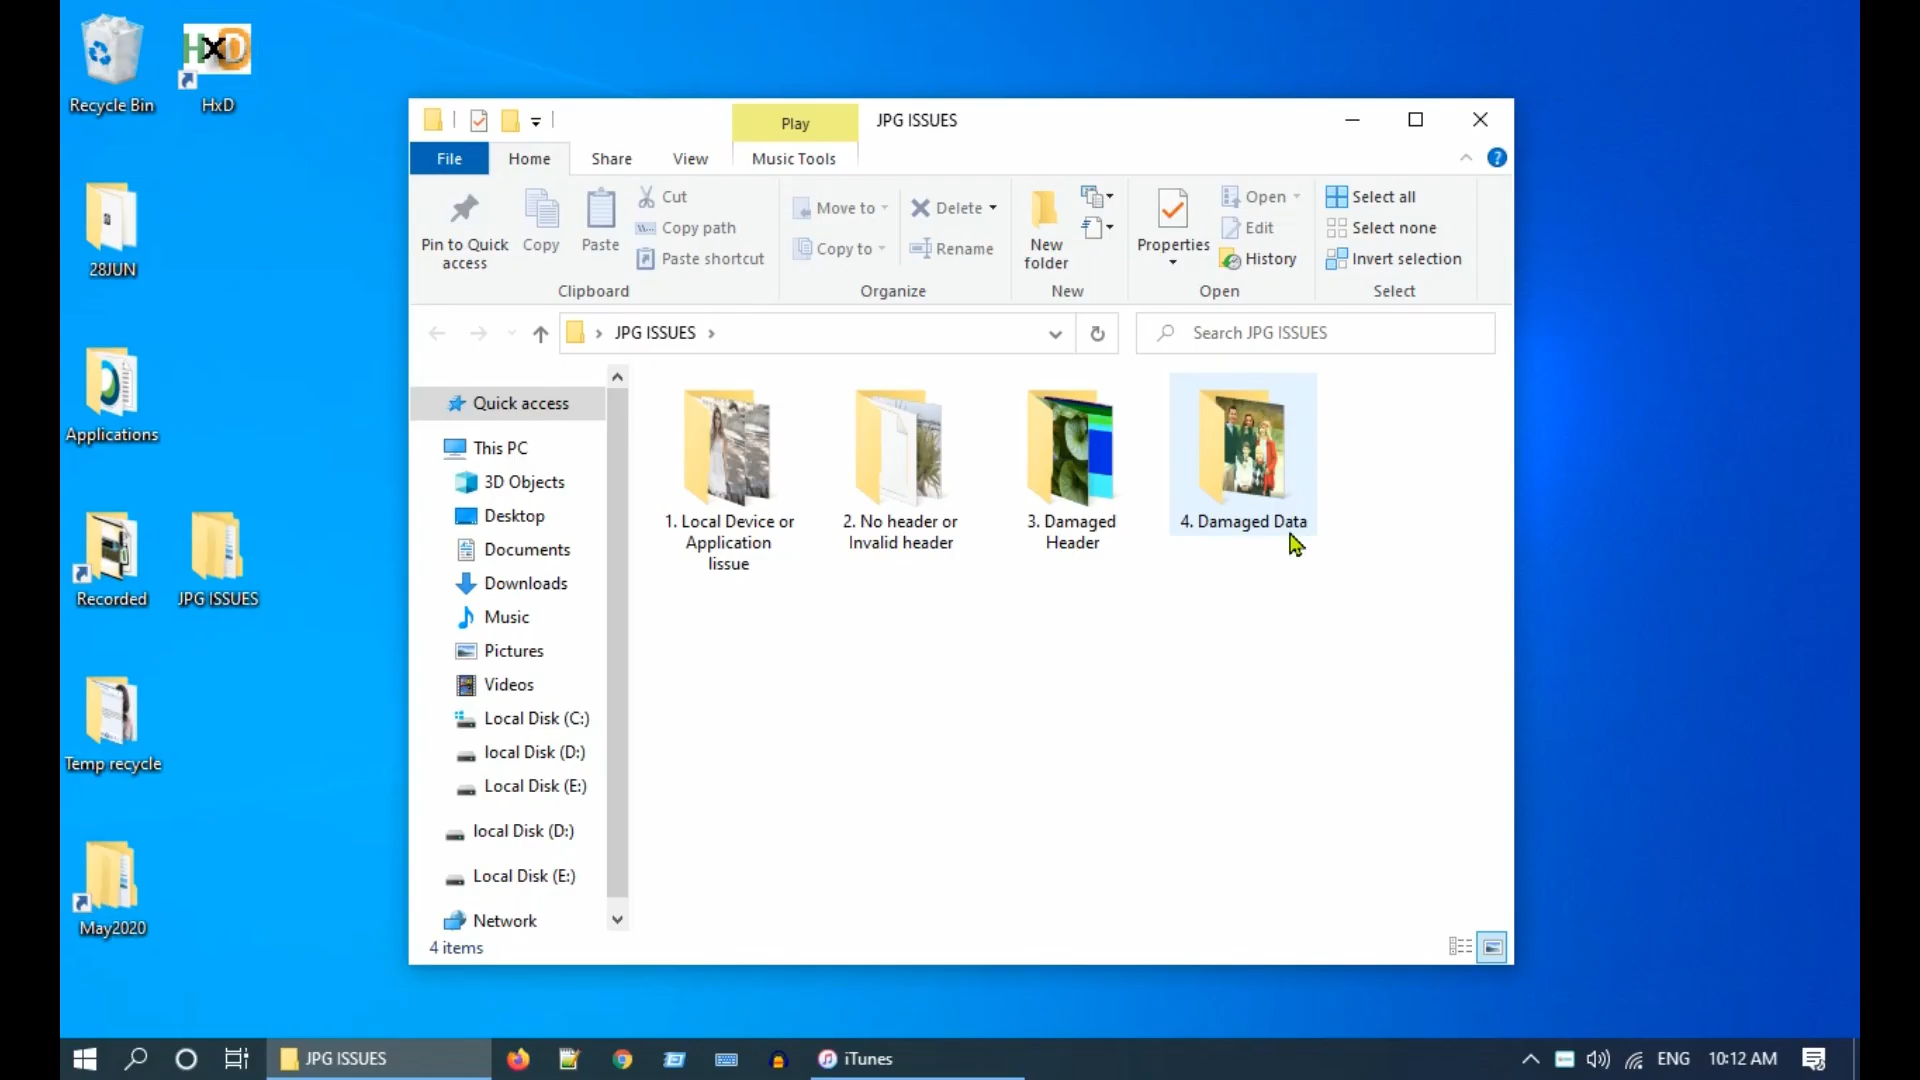 Recycle Bin
HxD
HxD
28JUN
Applications
Recorded
JPG ISSUES
Temp recycle
May2020
Play
JPG ISSUES
File
Home
Share
View
Music Tools
Pin to Quick access
Copy
Paste
Cut
Copy path
Paste shortcut
Clipboard
Move to
Copy to
Delete
Rename
Organize
New folder
New
Properties
Open
Edit
History
Open
Select all
Select none
Invert selection
Select
JPG ISSUES
Search JPG ISSUES
Quick access
This PC
3D Objects
Desktop
Documents
Downloads
Music
Pictures
Videos
Local Disk (C:)
local Disk (D:)
Local Disk (E:)
local Disk (D:)
Local Disk (E:)
Network
1. Local Device or
Application
Iissue
2. No header or
Invalid header
3. Damaged
Header
4. Damaged Data
4 items
JPG ISSUES
iTunes
ENG
10:12 AM